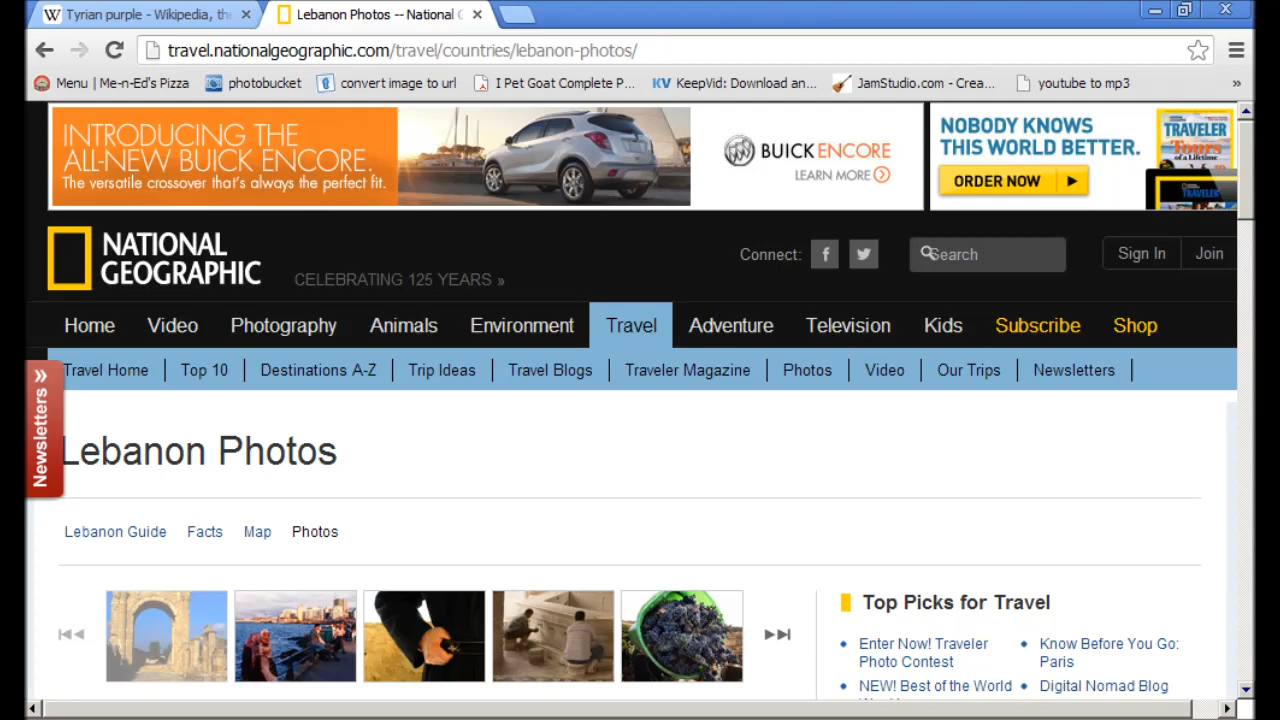 Tyrian purple - Wikipedia, the
Lebanon Photos -- National G
travel.nationalgeographic.com/travel/countries/lebanon-photos/
Menu | Me-n-Ed's Pizza
photobucket
convert image to url
I Pet Goat Complete P...
KV KeepVid: Download an...
JamStudio.com - Crea...
youtube to mp3
»
INTRODUCING THE
ALL-NEW BUICK ENCORE.
The versatile crossover that's always the perfect fit.
BUICK ENCORE
LEARN MORE
NOBODY KNOWS
THIS WORLD BETTER.
ORDER NOW
TRAVELER
Tours
of a Lifetime
TRAVELER
NATIONAL
GEOGRAPHIC
CELEBRATING 125 YEARS »
Connect:
Search
Sign In
Join
Home
Video
Photography
Animals
Environment
Travel
Adventure
Television
Kids
Subscribe
Shop
Travel Home
Top 10
Destinations A-Z
Trip Ideas
Travel Blogs
Traveler Magazine
Photos
Video
Our Trips
Newsletters
Newsletters »
Lebanon Photos
Lebanon Guide
Facts
Map
Photos
Top Picks for Travel
Enter Now! Traveler
Photo Contest
NEW! Best of the World
Know Before You Go:
Paris
Digital Nomad Blog